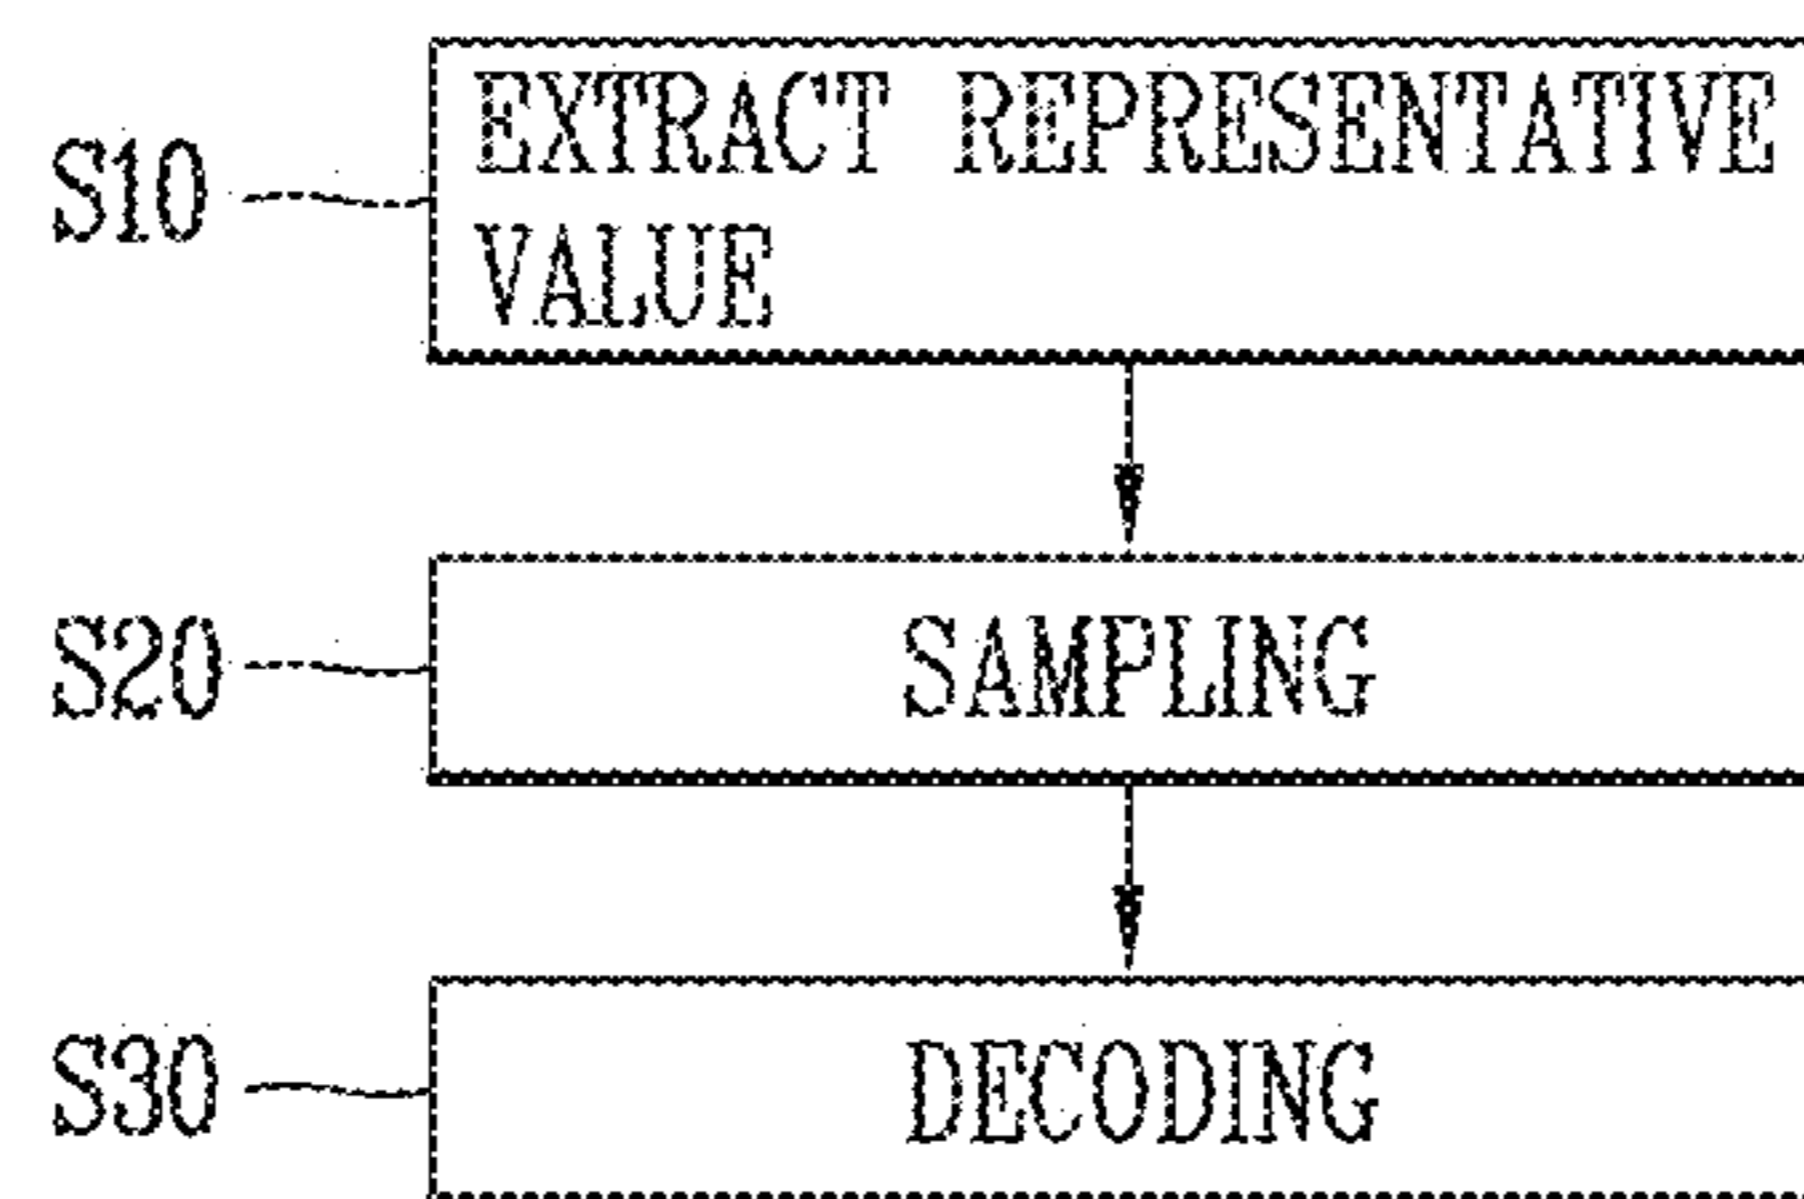 S10
EXTRACT REPRESENTATIVE
VALUE
S20
SAMPLING
S30
DECODING